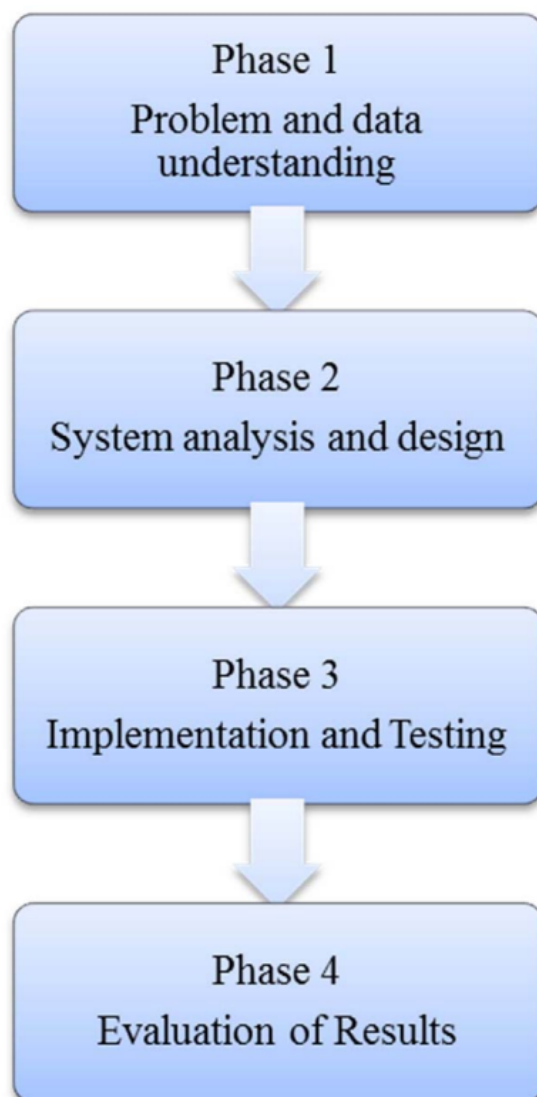 Phase 1
Problem and data
understanding
Phase 2
System analysis and design
Phase 3
Implementation and Testing
Phase 4
Evaluation of Results